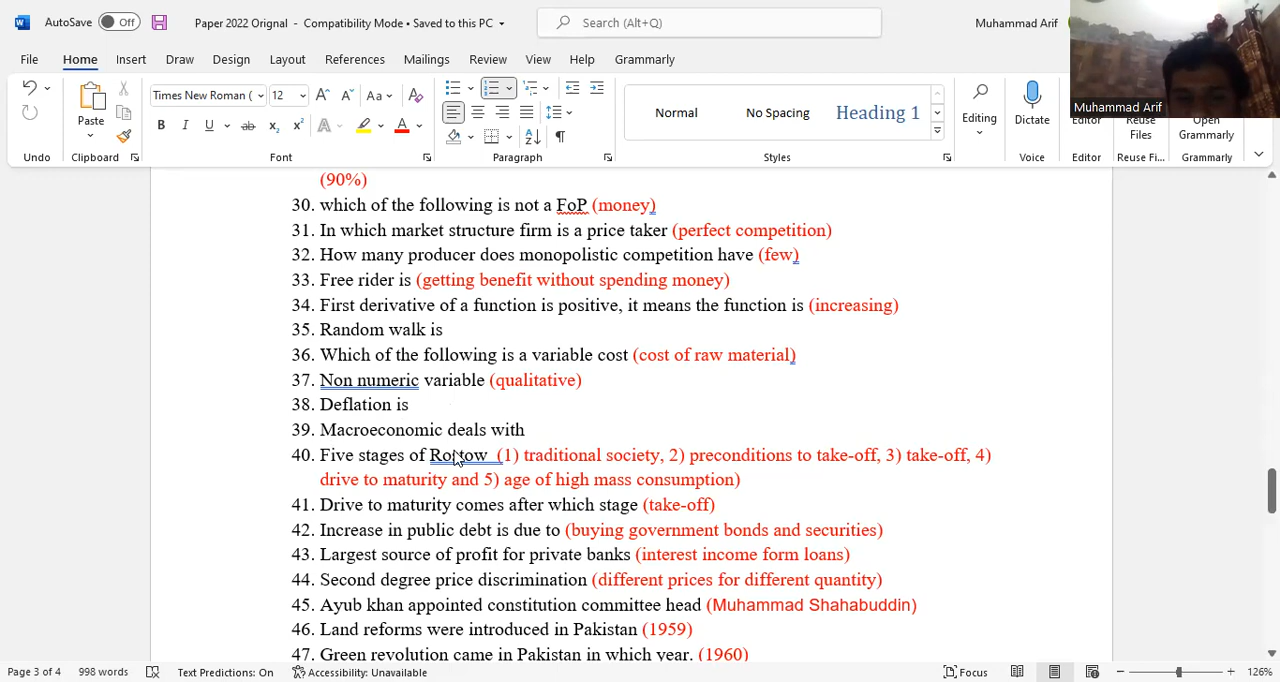 AutoSave Off Paper 2022 Orignal - Compatibility Mode • Saved to this PC Search (Alt+Q) Muhammad Arif
File Home Insert Draw Design Layout References Mailings Review View Help Grammarly
Muhammad Arif
Times New Roman ( 12 Aa
Paste Normal No Spacing Heading 1 Editing Dictate Editor Reuse Files Open Grammarly
Undo Clipboard Font Paragraph Styles Voice Editor Reuse Fi... Grammarly
(90%)
30. which of the following is not a FoP (money)
31. In which market structure firm is a price taker (perfect competition)
32. How many producer does monopolistic competition have (few)
33. Free rider is (getting benefit without spending money)
34. First derivative of a function is positive, it means the function is (increasing)
35. Random walk is
36. Which of the following is a variable cost (cost of raw material)
37. Non numeric variable (qualitative)
38. Deflation is
39. Macroeconomic deals with
40. Five stages of Rostow (1) traditional society, 2) preconditions to take-off, 3) take-off, 4)
drive to maturity and 5) age of high mass consumption)
41. Drive to maturity comes after which stage (take-off)
42. Increase in public debt is due to (buying government bonds and securities)
43. Largest source of profit for private banks (interest income form loans)
44. Second degree price discrimination (different prices for different quantity)
45. Ayub khan appointed constitution committee head (Muhammad Shahabuddin)
46. Land reforms were introduced in Pakistan (1959)
47. Green revolution came in Pakistan in which year. (1960)
Page 3 of 4 998 words Text Predictions: On Accessibility: Unavailable Focus 126%